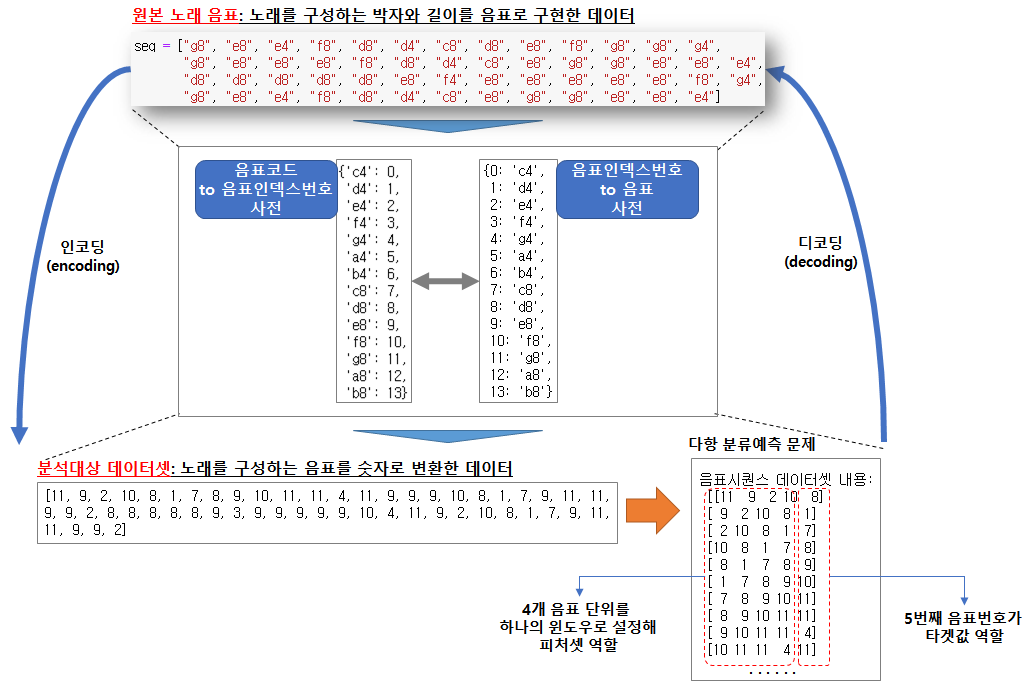 원본 노래 음표: 노래를 구성하는 박자와 길이를 음표로 구현한 데이터
seq = ["g8", "e8", "e4", "f8", "d8", "d4", "c8", "d8", "e8", "f8", "g8", "g8", "g4",
"g8", "e8", "e8", "e8", "f8", "d8", "d4", "c8", "e8", "g8", "g8", "e8", "e8", "e4",
"d8", "d8", "d8", "d8", "d8", "e8", "f4", "e8", "e8", "e8", "e8", "e8", "f8", "g4",
"g8", "e8", "e4", "f8", "d8", "d4", "c8", "e8", "g8", "g8", "e8", "e8", "e4"]
음표코드
to 음표인덱스번호
사전
{'c4': 0,
'd4': 1,
'e4': 2,
'f4': 3,
'g4': 4,
'a4': 5,
'b4': 6,
'c8': 7,
'd8': 8,
'e8': 9,
'f8': 10,
'g8': 11,
'a8': 12,
'b8': 13}
{0: 'c4',
1: 'd4',
2: 'e4',
3: 'f4',
4: 'g4',
5: 'a4',
6: 'b4',
7: 'c8',
8: 'd8',
9: 'e8',
10: 'f8',
11: 'g8',
12: 'a8',
13: 'b8'}
음표인덱스번호
to 음표
사전
인코딩
(encoding)
디코딩
(decoding)
분석대상 데이터셋: 노래를 구성하는 음표를 숫자로 변환한 데이터
[11, 9, 2, 10, 8, 1, 7, 8, 9, 10, 11, 11, 4, 11, 9, 9, 9, 10, 8, 1, 7, 9, 11, 11,
9, 9, 2, 8, 8, 8, 8, 8, 9, 3, 9, 9, 9, 9, 9, 10, 4, 11, 9, 2, 10, 8, 1, 7, 9, 11,
11, 9, 9, 2]
다항 분류예측 문제
음표시퀀스 데이터셋 내용:
[[11 9 2 10 8]
[ 9 2 10 8 1]
[ 2 10 8 1 7]
[10 8 1 7 8]
[ 8 1 7 8 9]
[ 1 7 8 9 10]
[ 7 8 9 10 11]
[ 8 9 10 11 11]
[ 9 10 11 11 4]
[10 11 11 4 11]
......
4개 음표 단위를
하나의 윈도우로 설정해
피처셋 역할
5번째 음표번호가
타겟값 역할